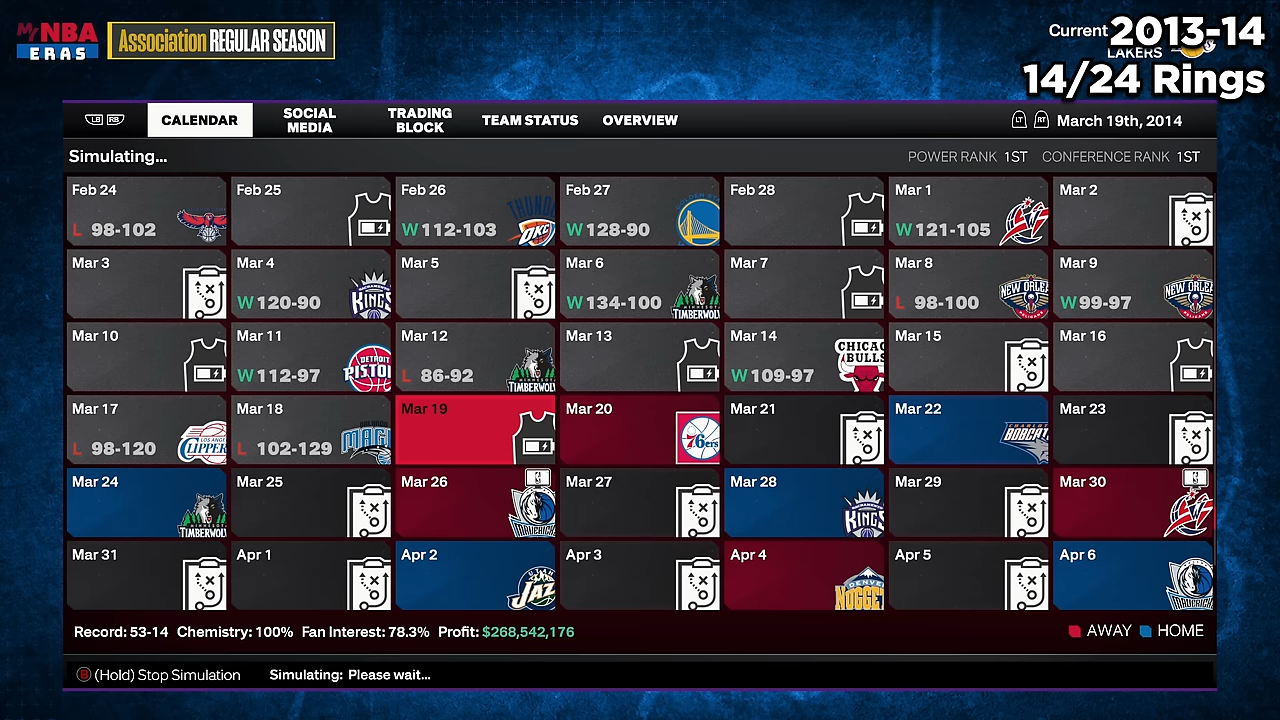 MyNBA
ERAS
Association REGULAR SEASON
Current
LAKERS
2013-14
14/24 Rings
LB RB
CALENDAR
SOCIAL
MEDIA
TRADING
BLOCK
TEAM STATUS
OVERVIEW
LT RT March 19th, 2014
Simulating...
POWER RANK 1ST CONFERENCE RANK 1ST
Feb 24 Feb 25 Feb 26 Feb 27 Feb 28 Mar 1 Mar 2
L 98-102 W 112-103 W 128-90 W 121-105
Mar 3 Mar 4 Mar 5 Mar 6 Mar 7 Mar 8 Mar 9
W 120-90 W 134-100 L 98-100 W 99-97
Mar 10 Mar 11 Mar 12 Mar 13 Mar 14 Mar 15 Mar 16
W 112-97 L 86-92 W 109-97
Mar 17 Mar 18 Mar 19 Mar 20 Mar 21 Mar 22 Mar 23
L 98-120 L 102-129
Mar 24 Mar 25 Mar 26 Mar 27 Mar 28 Mar 29 Mar 30
Mar 31 Apr 1 Apr 2 Apr 3 Apr 4 Apr 5 Apr 6
Record: 53-14 Chemistry: 100% Fan Interest: 78.3% Profit: $268,542,176
AWAY HOME
B (Hold) Stop Simulation Simulating: Please wait...